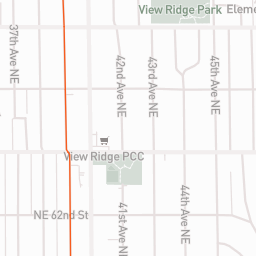 View Ridge Park
Eleme
37th Ave NE
42nd Ave NE
43rd Ave NE
45th Ave NE
View Ridge PCC
NE 62nd St
41st Ave NE
44th Ave NE